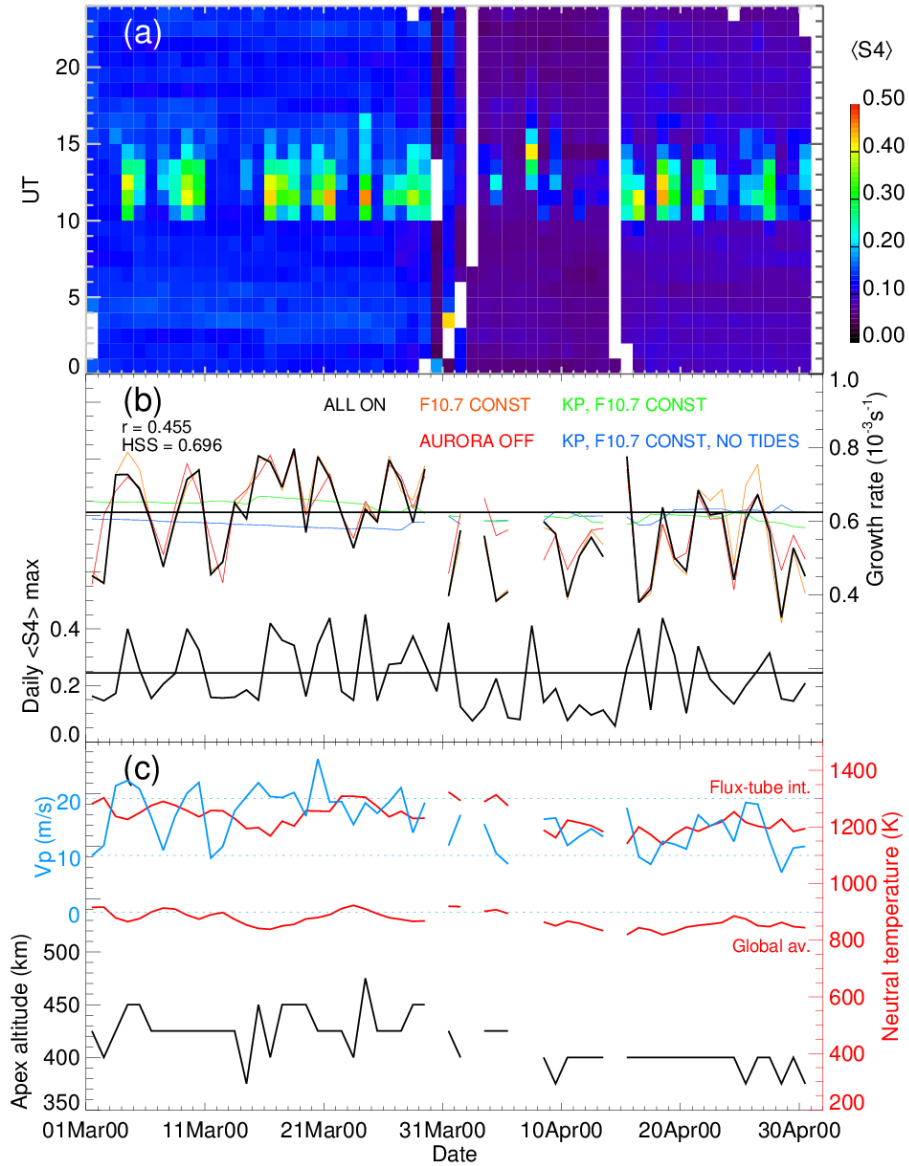 (a)
⟨S4⟩
20
15
10
5
0
UT
0.50
0.40
0.30
0.20
0.10
0.00
(b)
ALL ON
F10.7 CONST
KP, F10.7 CONST
r = 0.455
HSS = 0.696
AURORA OFF
KP, F10.7 CONST, NO TIDES
1.0
0.8
0.6
0.4
Growth rate (10⁻³s⁻¹)
0.4
0.2
0.0
Daily <S4> max
(c)
Flux-tube int.
Global av.
20
10
0
Vp (m/s)
500
450
400
350
Apex altitude (km)
1400
1200
1000
800
600
400
200
Neutral temperature (K)
01Mar00 11Mar00 21Mar00 31Mar00 10Apr00 20Apr00 30Apr00
Date